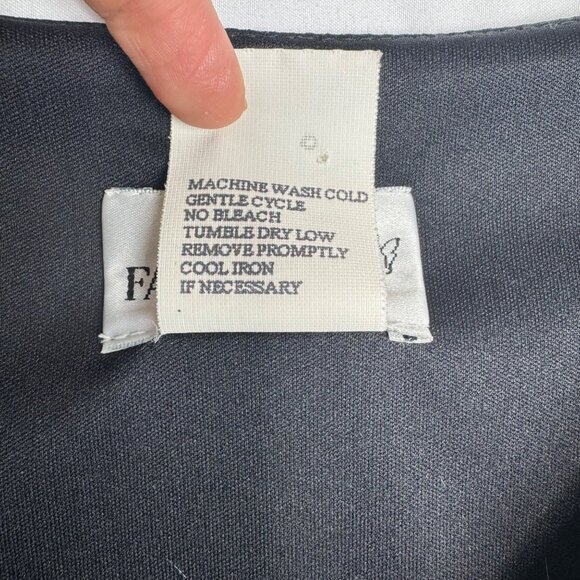 MACHINE WASH COLD
GENTLE CYCLE
NO BLEACH
TUMBLE DRY LOW
REMOVE PROMPTLY
COOL IRON
IF NECESSARY